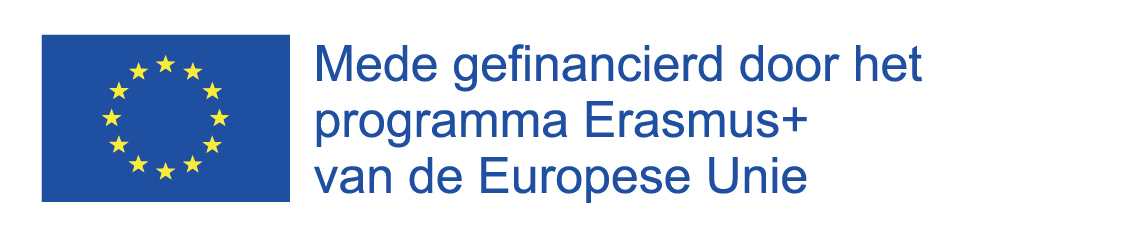 Mede gefinancierd door het
programma Erasmus+
van de Europese Unie